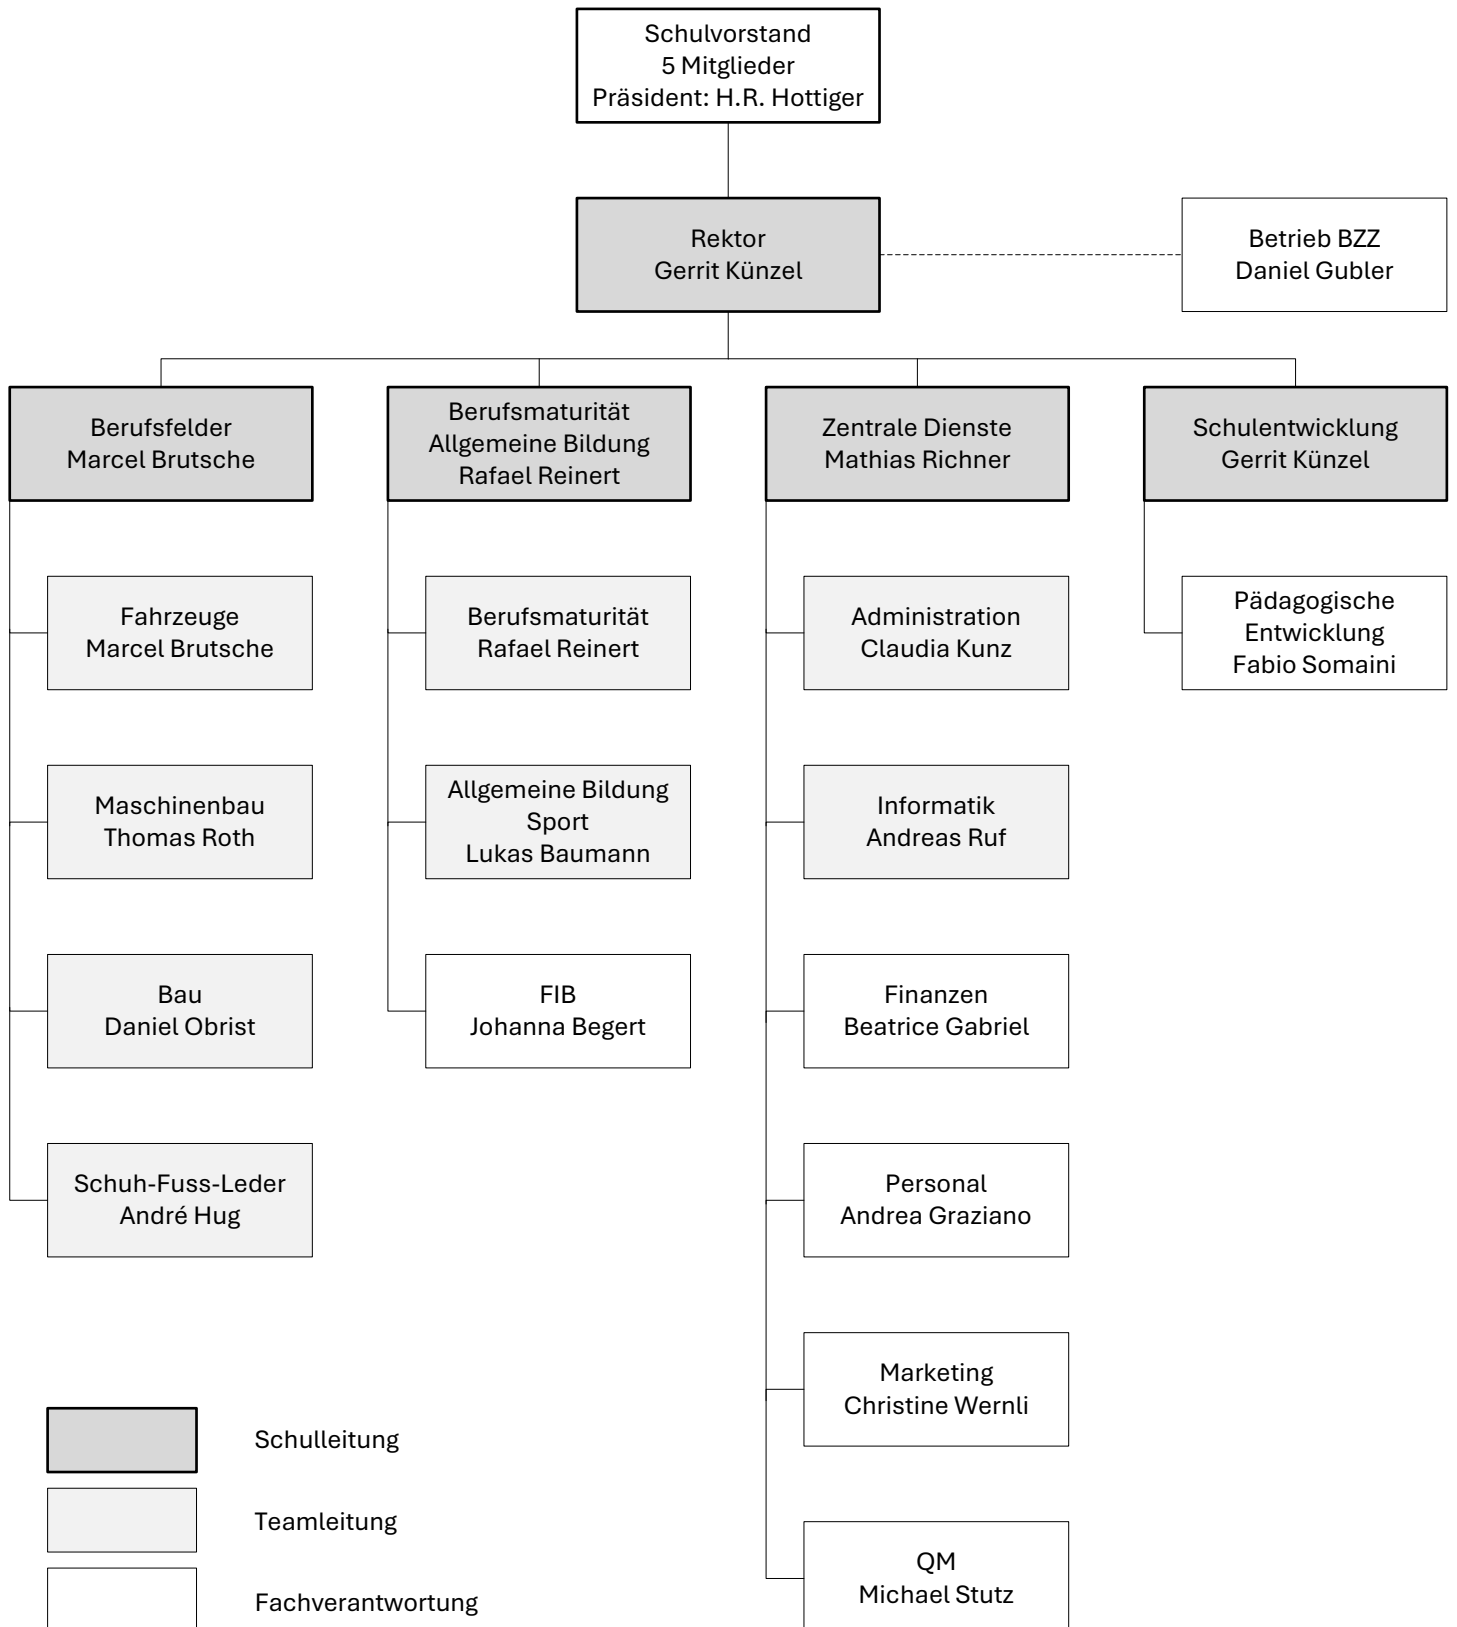 Schulvorstand
5 Mitglieder
Präsident: H.R. Hottiger
Rektor
Gerrit Künzel
Betrieb BZZ
Daniel Gubler
Berufsfelder
Marcel Brutsche
Berufsmaturität
Allgemeine Bildung
Rafael Reinert
Zentrale Dienste
Mathias Richner
Schulentwicklung
Gerrit Künzel
Fahrzeuge
Marcel Brutsche
Berufsmaturität
Rafael Reinert
Administration
Claudia Kunz
Pädagogische
Entwicklung
Fabio Somaini
Maschinenbau
Thomas Roth
Allgemeine Bildung
Sport
Lukas Baumann
Informatik
Andreas Ruf
Bau
Daniel Obrist
FIB
Johanna Begert
Finanzen
Beatrice Gabriel
Schuh-Fuss-Leder
André Hug
Personal
Andrea Graziano
Marketing
Christine Wernli
Schulleitung
Teamleitung
QM
Michael Stutz
Fachverantwortung